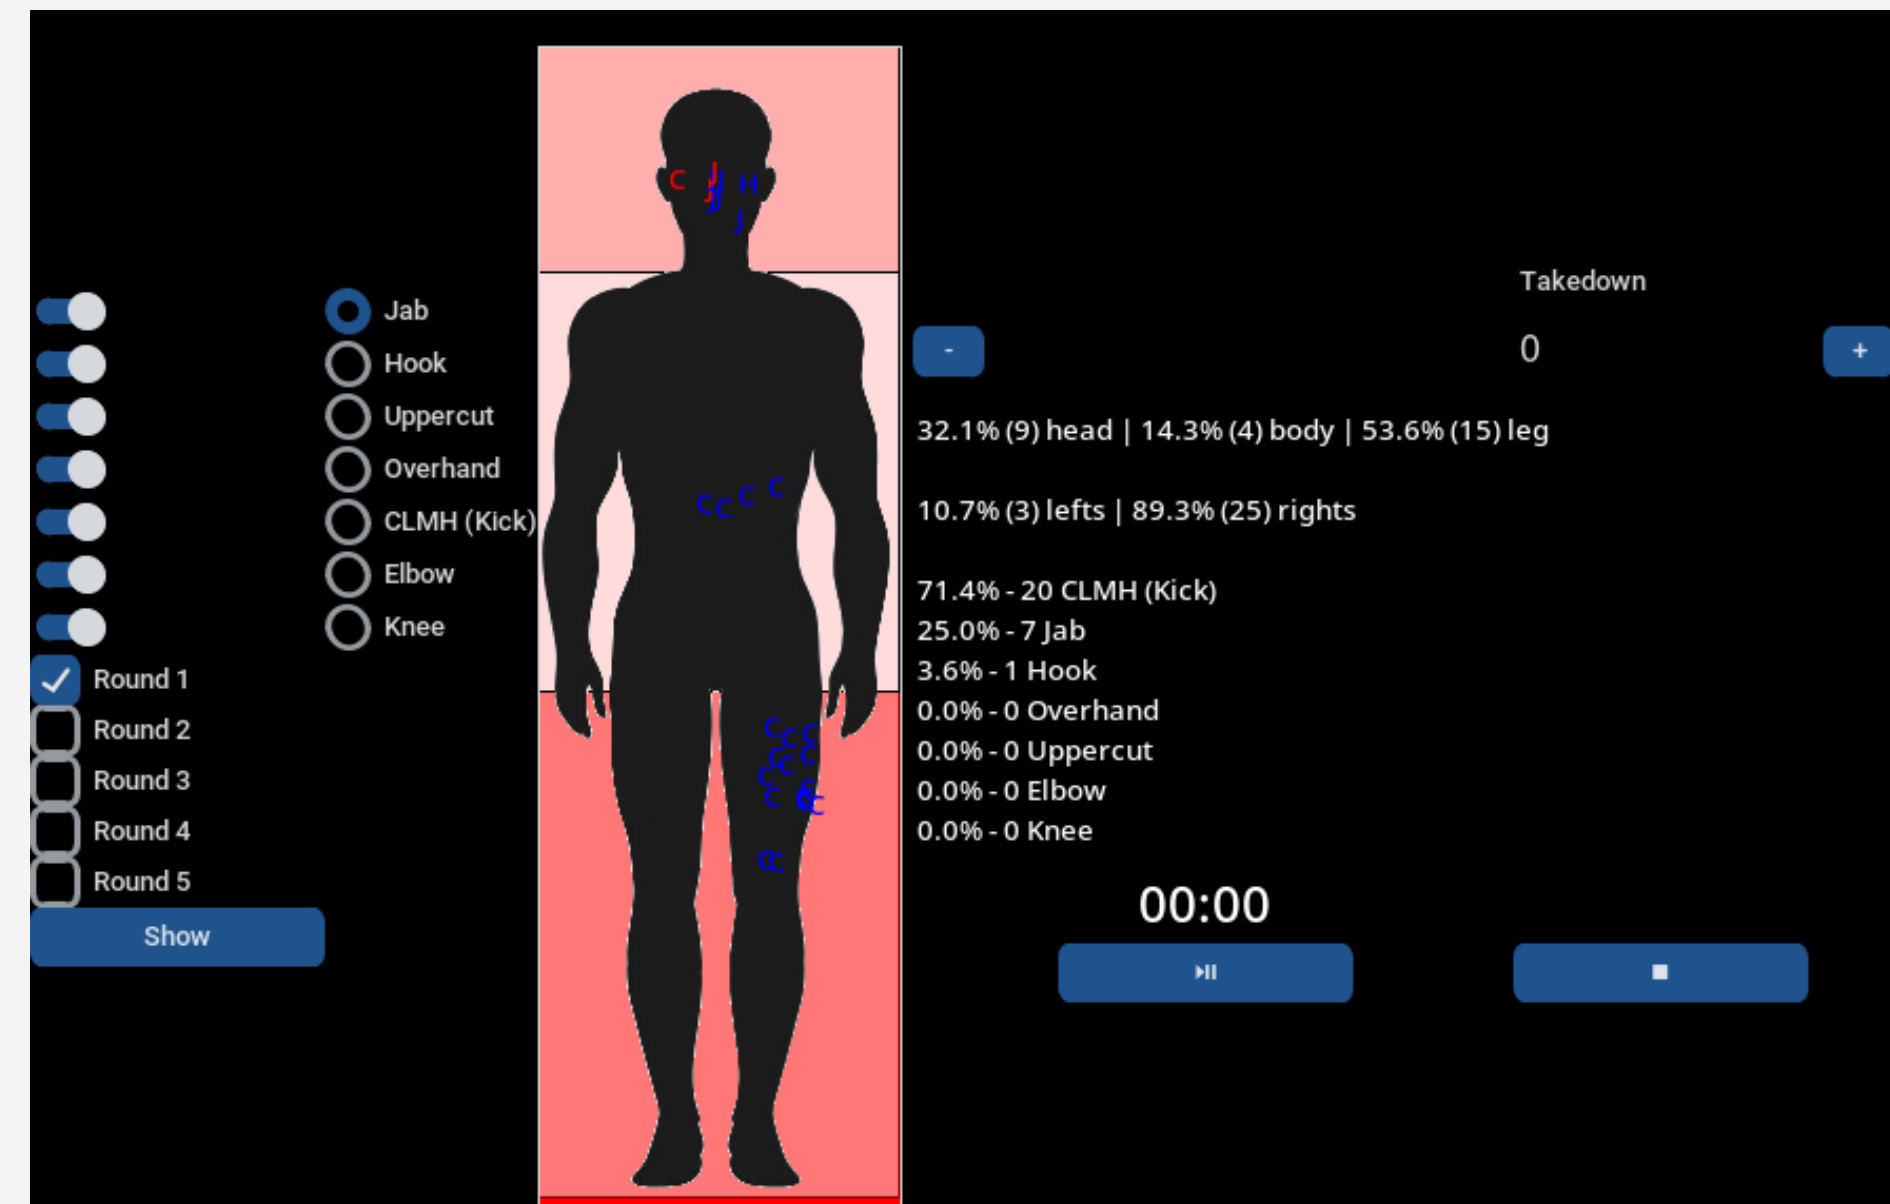 Jab
Hook
Uppercut
Overhand
CLMH (Kick)
Elbow
Knee
Round 1
Round 2
Round 3
Round 4
Round 5
Show
C J
J H
J
C C C C
Takedown
-
0
+
32.1% (9) head | 14.3% (4) body | 53.6% (15) leg
10.7% (3) lefts | 89.3% (25) rights
71.4% - 20 CLMH (Kick)
25.0% - 7 Jab
3.6% - 1 Hook
0.0% - 0 Overhand
0.0% - 0 Uppercut
0.0% - 0 Elbow
0.0% - 0 Knee
00:00